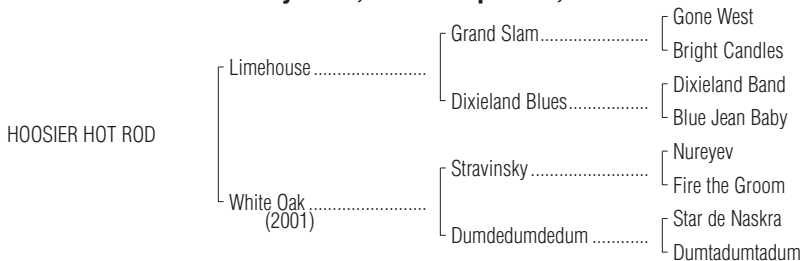 Gone West
Grand Slam
Bright Candles
Limehouse
Dixieland Band
Dixieland Blues
Blue Jean Baby
HOOSIER HOT ROD
Nureyev
Stravinsky
Fire the Groom
White Oak
(2001)
Star de Naskra
Dumdedumdedum
Dumtadumtadum